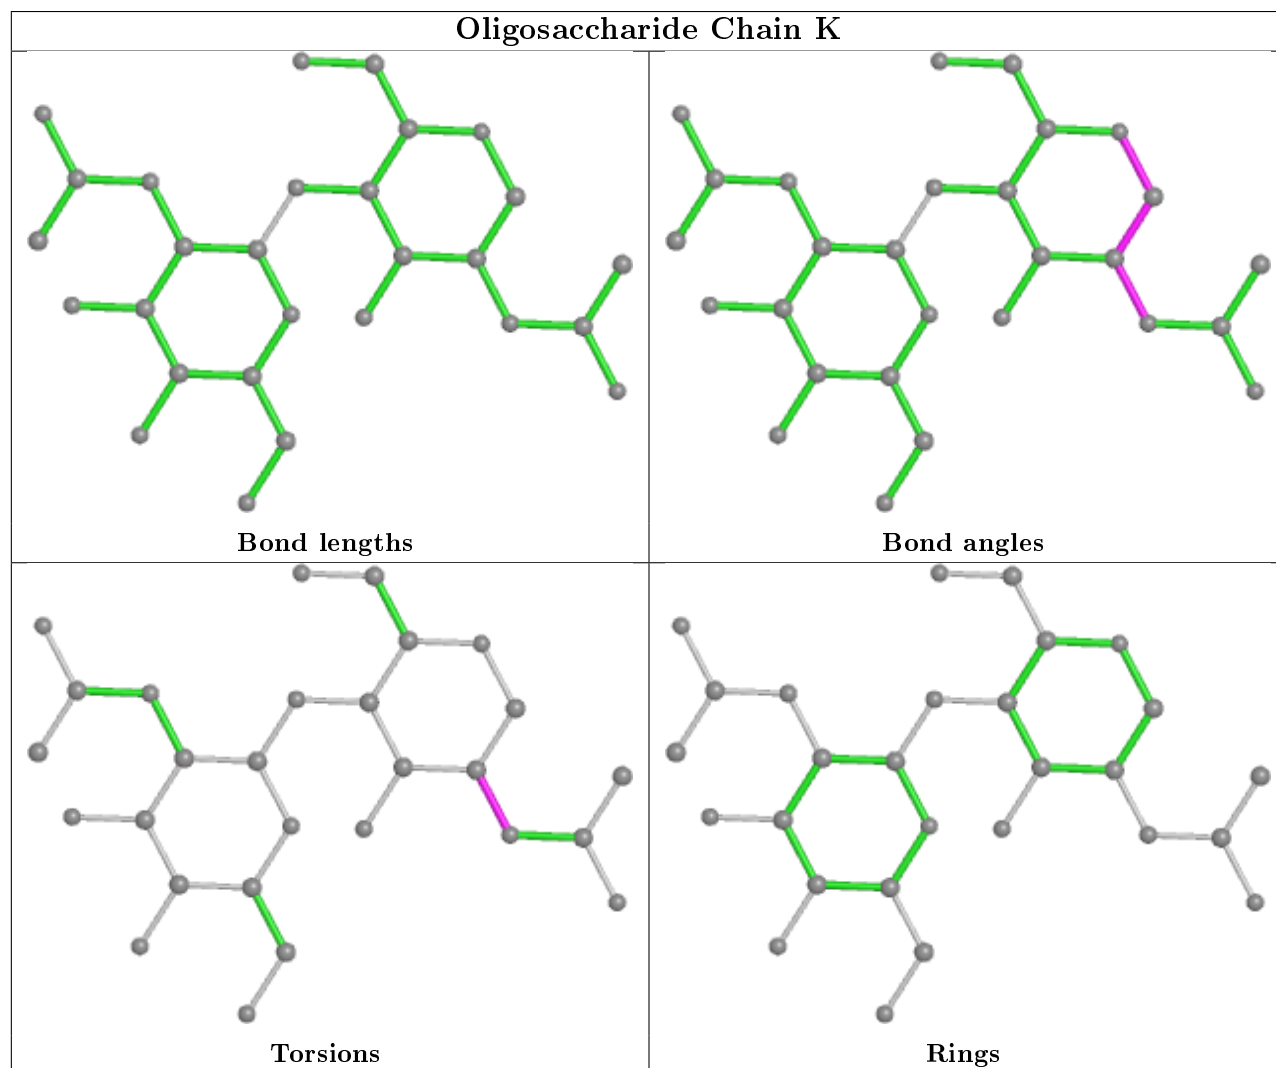 Oligosaccharide Chain K
Bond lengths
Bond angles
Torsions
Rings